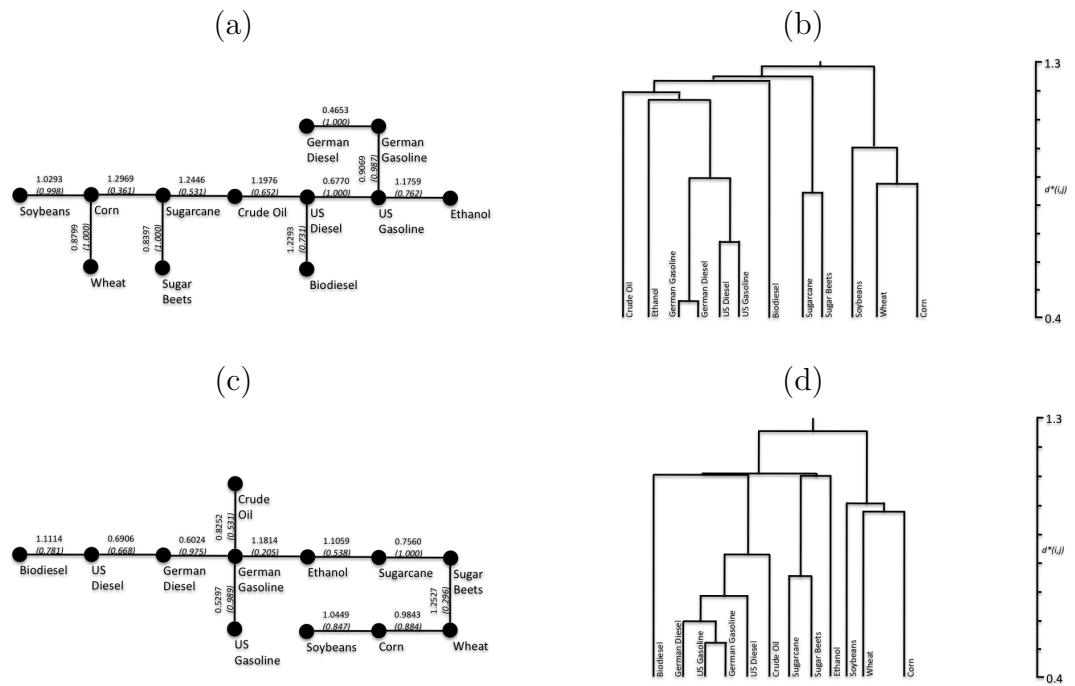 (a)
(b)
0.4653
(1.000)
German
Diesel
German
Gasoline
0.9069
(0.987)
1.0293
(0.998)
1.2969
(0.361)
1.2446
(0.531)
1.1976
(0.652)
0.6770
(1.000)
1.1759
(0.762)
Soybeans
Corn
Sugarcane
Crude Oil
US
Diesel
US
Gasoline
Ethanol
0.8799
(1.000)
0.8397
(1.000)
1.2293
(0.731)
Wheat
Sugar
Beets
Biodiesel
1.3
d*(i,j)
0.4
Crude Oil
Ethanol
German Gasoline
German Diesel
US Diesel
US Gasoline
Biodiesel
Sugarcane
Sugar Beets
Soybeans
Wheat
Corn
(c)
(d)
Crude
Oil
0.8252
(0.531)
1.1114
(0.781)
0.6906
(0.668)
0.6024
(0.975)
1.1814
(0.205)
1.1059
(0.538)
0.7560
(1.000)
Biodiesel
US
Diesel
German
Diesel
German
Gasoline
Ethanol
Sugarcane
Sugar
Beets
0.5297
(0.989)
1.2527
(0.296)
1.0449
(0.847)
0.9843
(0.884)
US
Gasoline
Soybeans
Corn
Wheat
1.3
d*(i,j)
0.4
Biodiesel
German Diesel
US Gasoline
German Gasoline
US Diesel
Crude Oil
Sugarcane
Sugar Beets
Ethanol
Soybeans
Wheat
Corn